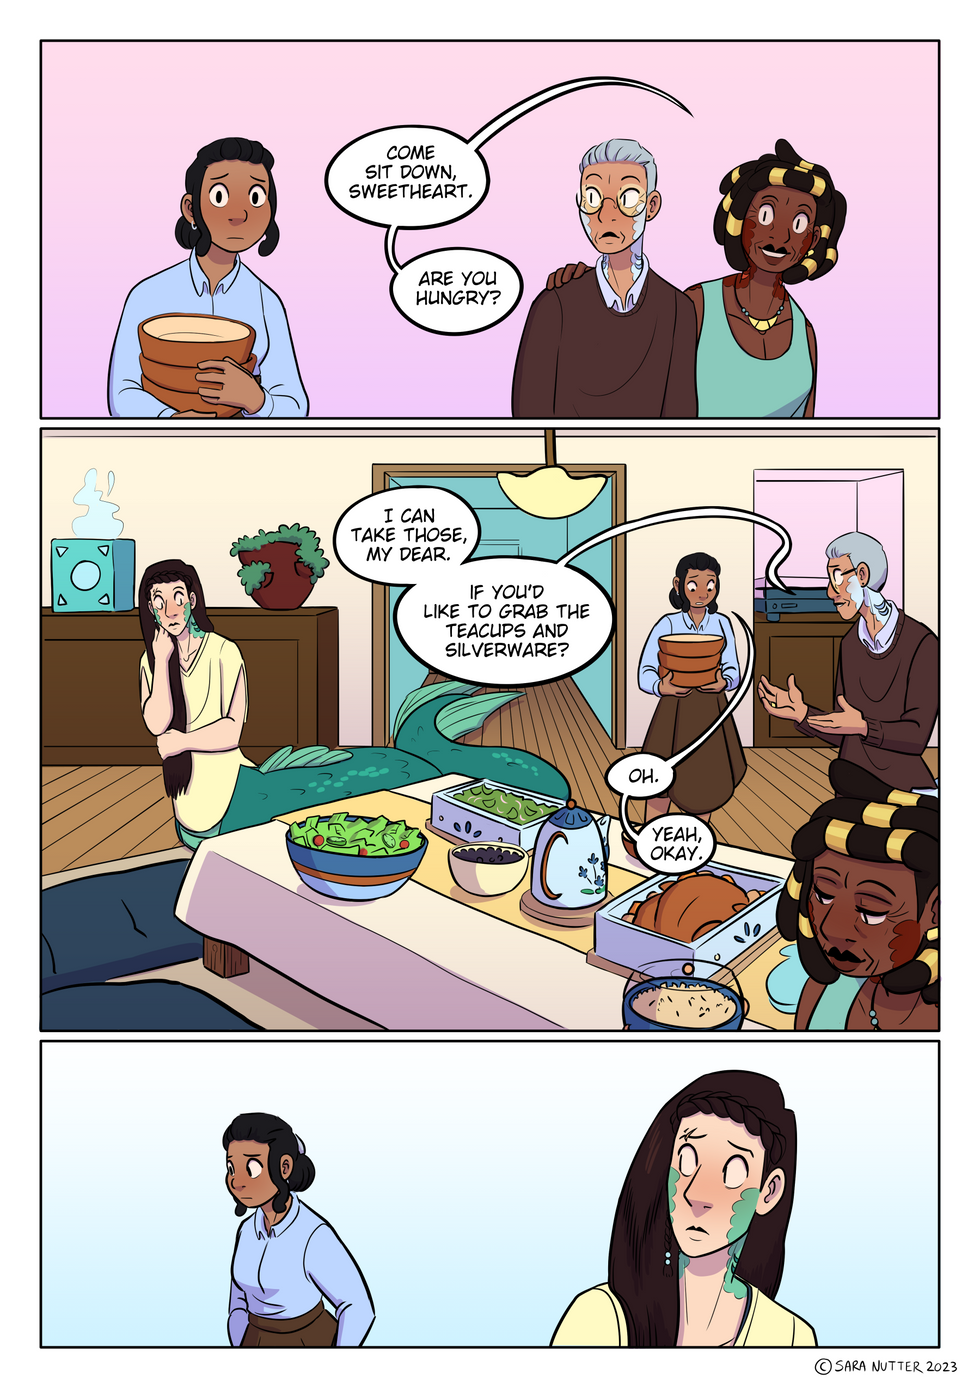 COME
SIT DOWN,
SWEETHEART.
ARE YOU
HUNGRY?
I CAN
TAKE THOSE,
MY DEAR.
IF YOU'D
LIKE TO GRAB THE
TEACUPS AND
SILVERWARE?
OH.
YEAH,
OKAY.
© SARA NUTTER 2023